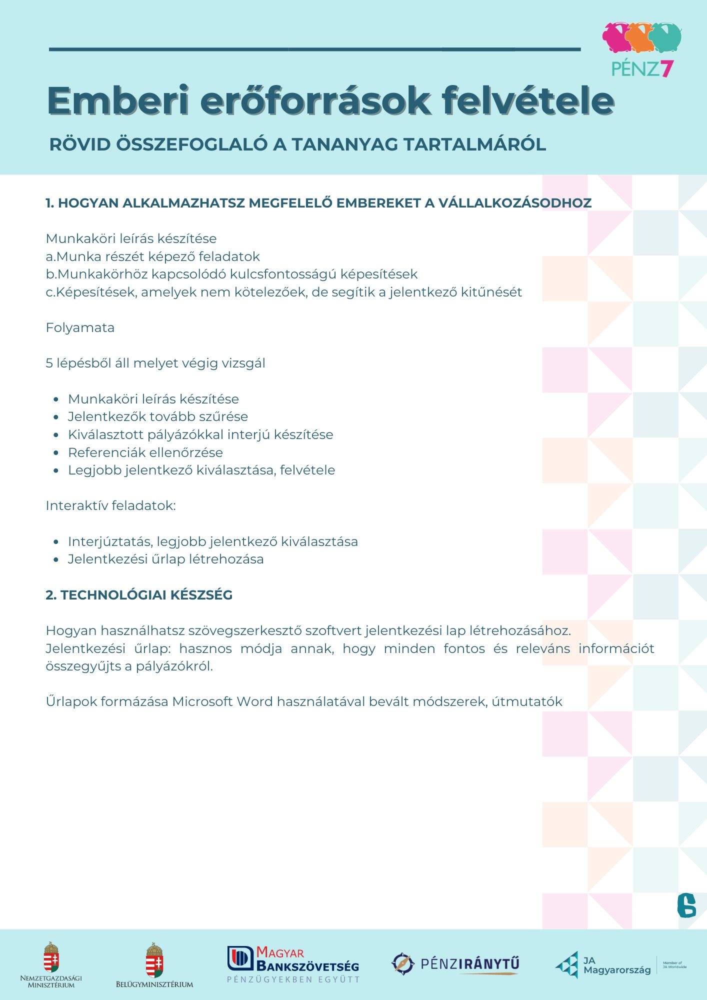 PÉNZ7
Emberi erőforrások felvétele
RÖVID ÖSSZEFOGLALÓ A TANANYAG TARTALMÁRÓL
1. HOGYAN ALKALMAZHATSZ MEGFELELŐ EMBEREKET A VÁLLALKOZÁSODHOZ
Munkaköri leírás készítése
a.Munka részét képező feladatok
b.Munkakörhöz kapcsolódó kulcsfontosságú képesítések
c.Képesítések, amelyek nem kötelezőek, de segítik a jelentkező kitűnését
Folyamata
5 lépésből áll melyet végig vizsgál
• Munkaköri leírás készítése
• Jelentkezők tovább szűrése
• Kiválasztott pályázókkal interjú készítése
• Referenciák ellenőrzése
• Legjobb jelentkező kiválasztása, felvétele
Interaktív feladatok:
• Interjúztatás, legjobb jelentkező kiválasztása
• Jelentkezési űrlap létrehozása
2. TECHNOLÓGIAI KÉSZSÉG
Hogyan használhatsz szövegszerkesztő szoftvert jelentkezési lap létrehozásához.
Jelentkezési űrlap: hasznos módja annak, hogy minden fontos és releváns információt
összegyűjts a pályázókról.
Űrlapok formázása Microsoft Word használatával bevált módszerek, útmutatók
6
NEMZETGAZDASÁGI
MINISZTÉRIUM
BELÜGYMINISZTÉRIUM
MAGYAR
BANKSZÖVETSÉG
PÉNZÜGYEKBEN EGYÜTT
PÉNZIRÁNYTŰ
JA
Magyarország
Member of
JA Worldwide